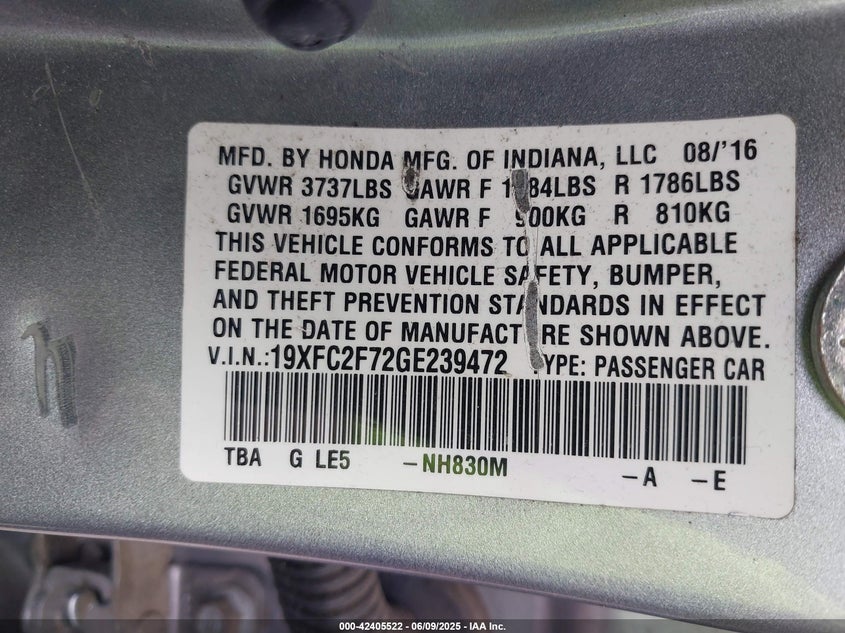 MFD. BY HONDA MFG. OF INDIANA, LLC 08/'16
GVWR 3737LBS GAWR F 1984LBS R 1786LBS
GVWR 1695KG GAWR F 900KG R 810KG
THIS VEHICLE CONFORMS TO ALL APPLICABLE
FEDERAL MOTOR VEHICLE SAFETY, BUMPER,
AND THEFT PREVENTION STANDARDS IN EFFECT
ON THE DATE OF MANUFACTURE SHOWN ABOVE.
V.I.N.:19XFC2F72GE239472 TYPE: PASSENGER CAR
TBA G LE5 -NH830M -A -E
000-42405522 - 06/09/2025 - IAA Inc.